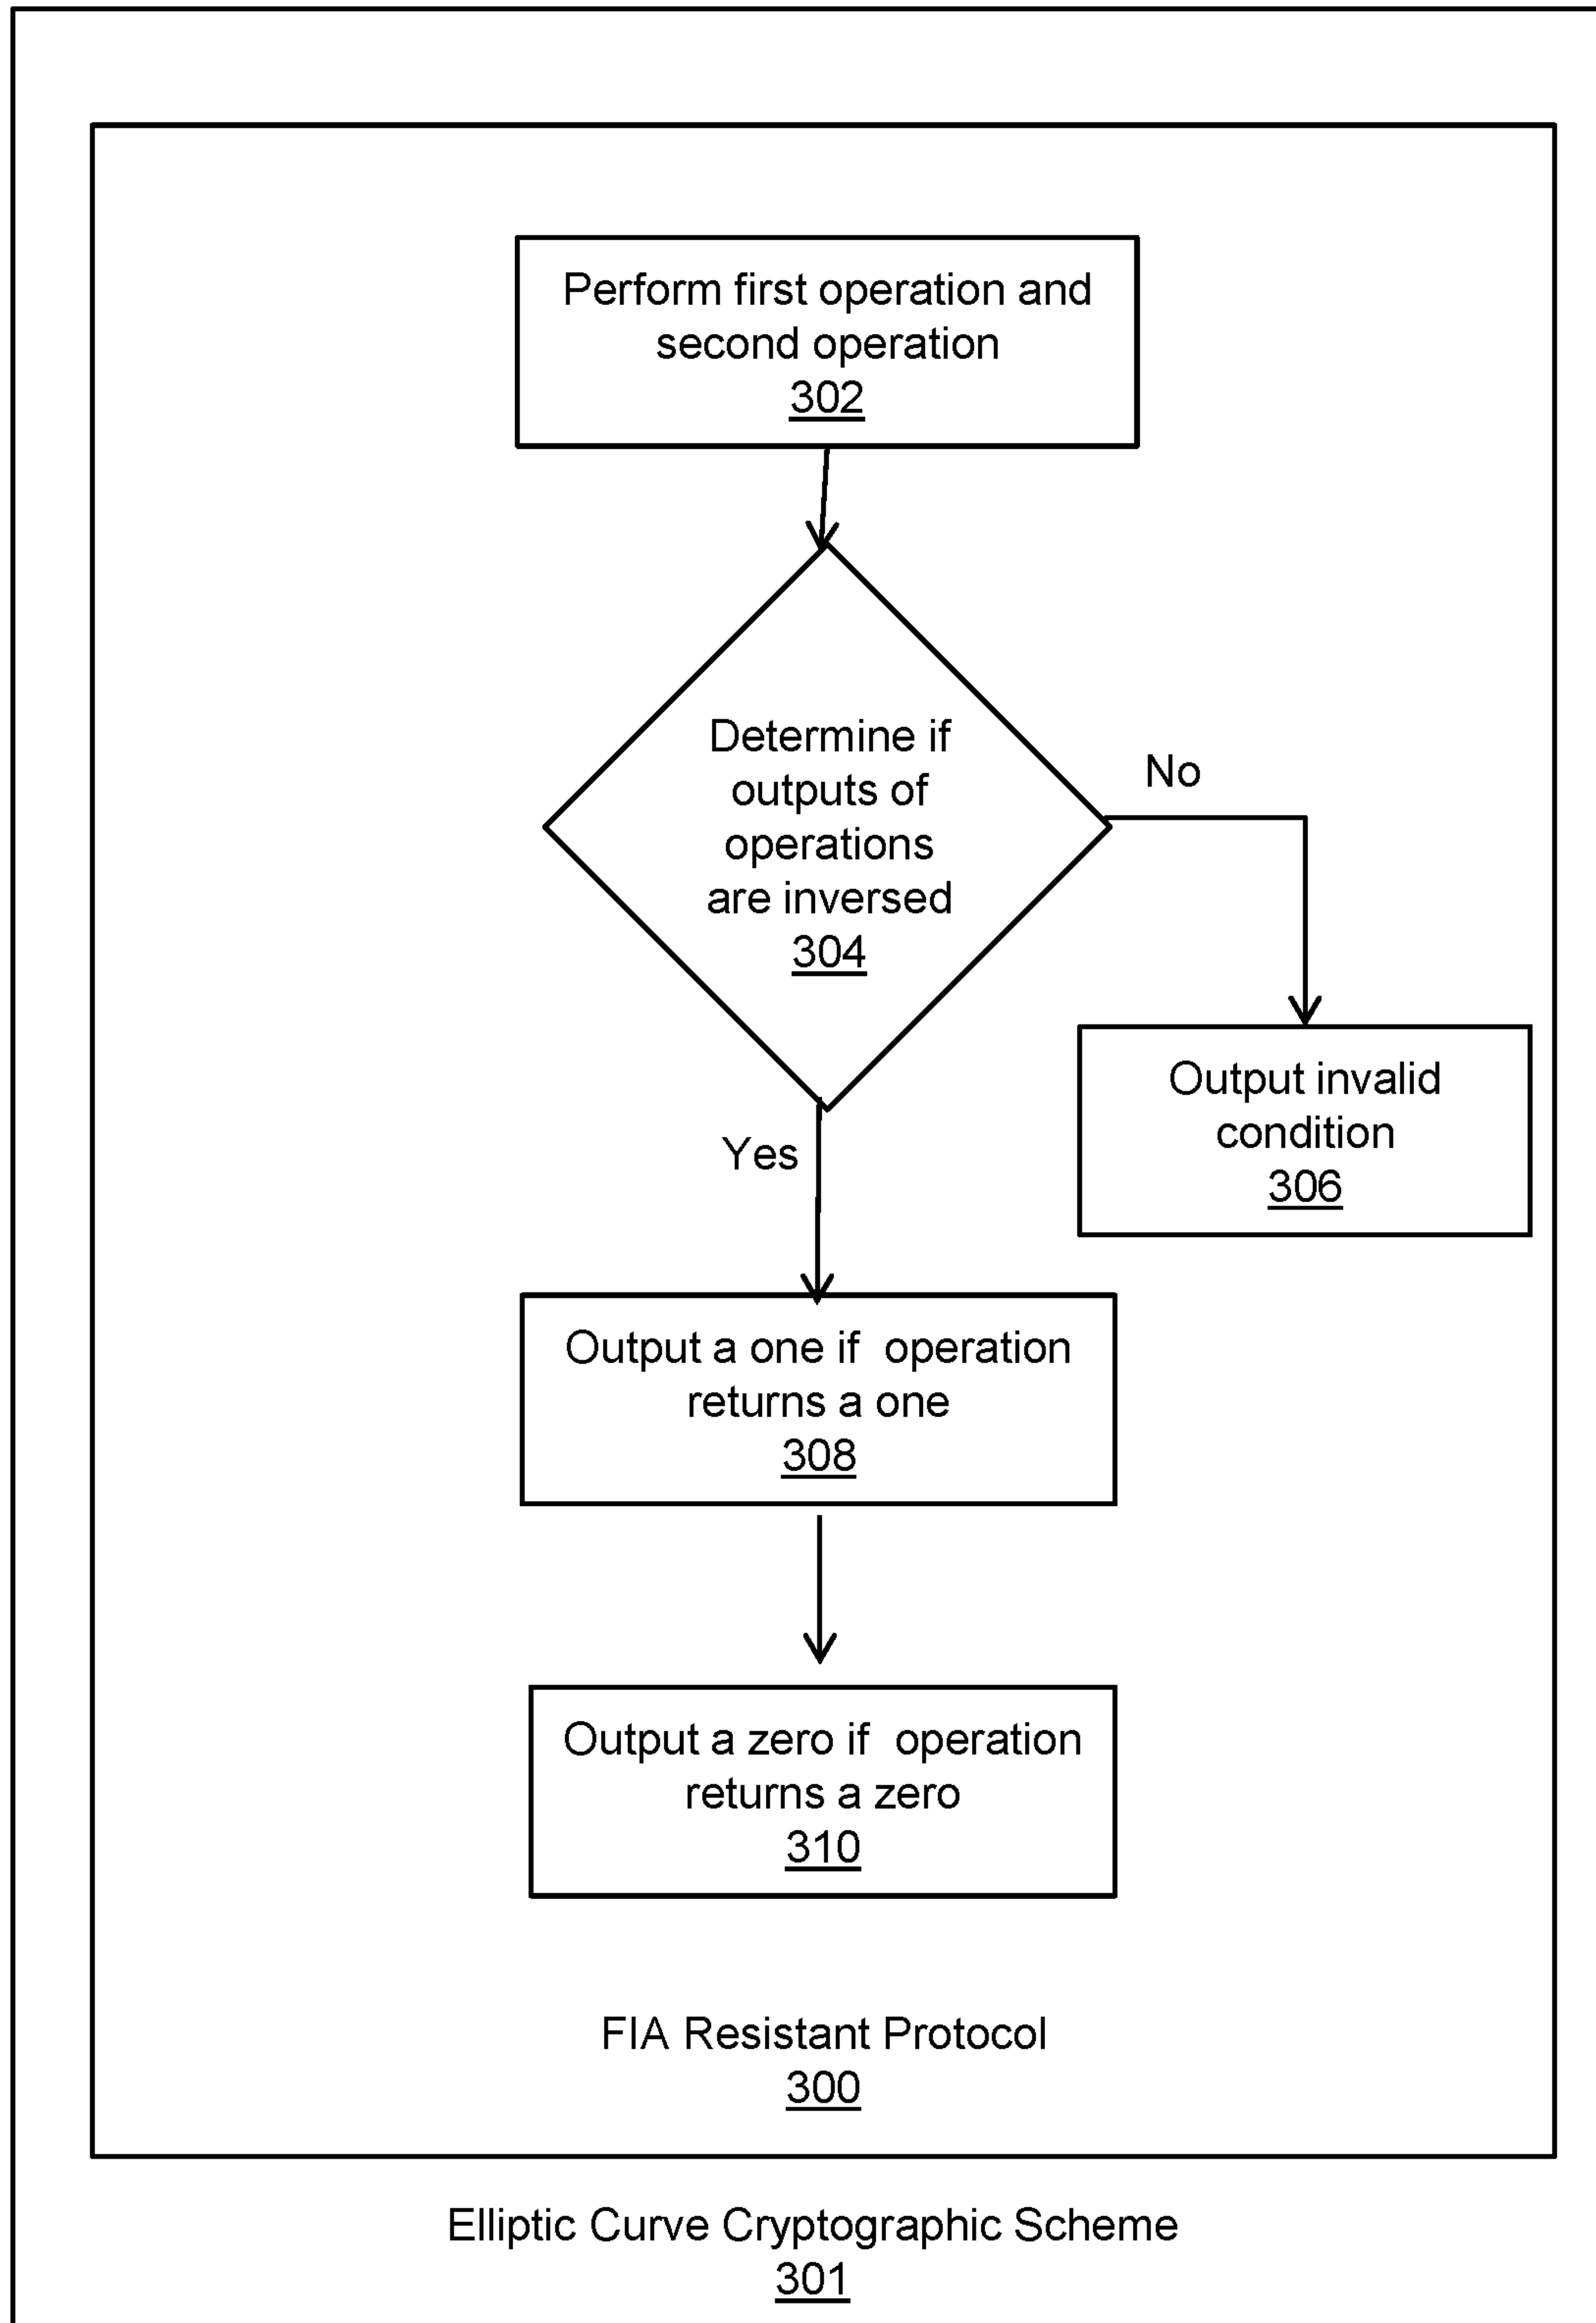 Perform first operation and
second operation
302
Determine if
outputs of
operations
are inversed
304
No
Output invalid
condition
306
Yes
Output a one if operation
returns a one
308
Output a zero if operation
returns a zero
310
FIA Resistant Protocol
300
Elliptic Curve Cryptographic Scheme
301